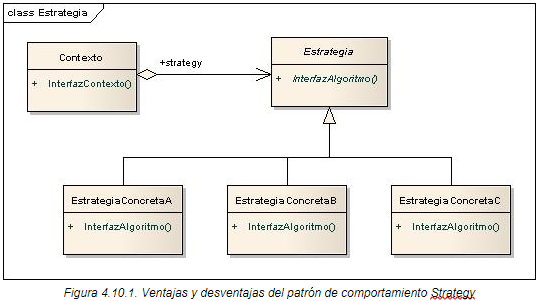 class Estrategia
Contexto
+ InterfazContexto()
+strategy
Estrategia
+ InterfazAlgoritmo()
EstrategiaConcretaA
+ InterfazAlgoritmo()
EstrategiaConcretaB
+ InterfazAlgoritmo()
EstrategiaConcretaC
+ InterfazAlgoritmo()
Figura 4.10.1. Ventajas y desventajas del patrón de comportamiento Strategy